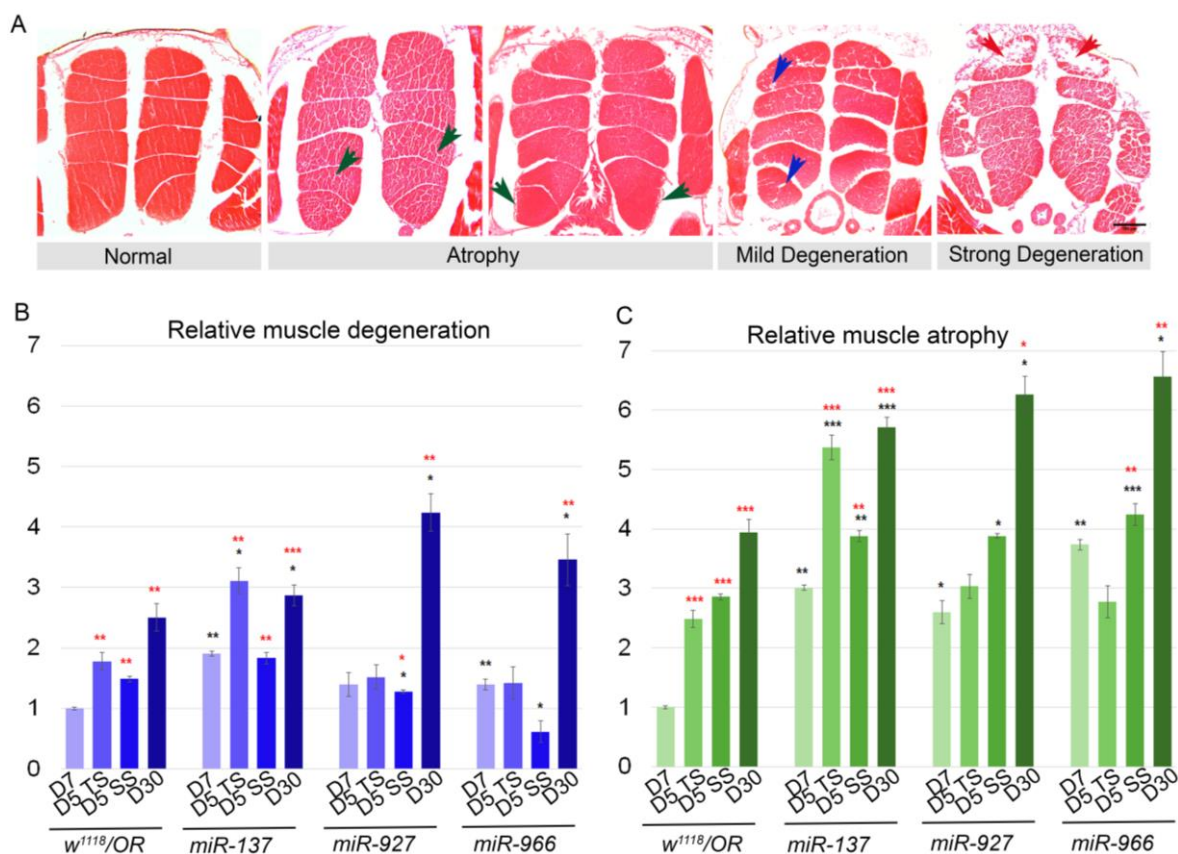 A
Normal
Atrophy
Mild Degeneration
Strong Degeneration
B
Relative muscle degeneration
7
6
5
4
3
2
1
0
** ** ** ** ** * ** *** * * * ** * ** * ** *
D7 D5 TS D5 SS D30 D7 D5 TS D5 SS D30 D7 D5 TS D5 SS D30 D7 D5 TS D5 SS D30
w1118/OR miR-137 miR-927 miR-966
C
Relative muscle atrophy
7
6
5
4
3
2
1
0
*** *** *** ** *** *** ** ** *** *** * * * * ** ** *** ** *
D7 D5 TS D5 SS D30 D7 D5 TS D5 SS D30 D7 D5 TS D5 SS D30 D7 D5 TS D5 SS D30
w1118/OR miR-137 miR-927 miR-966